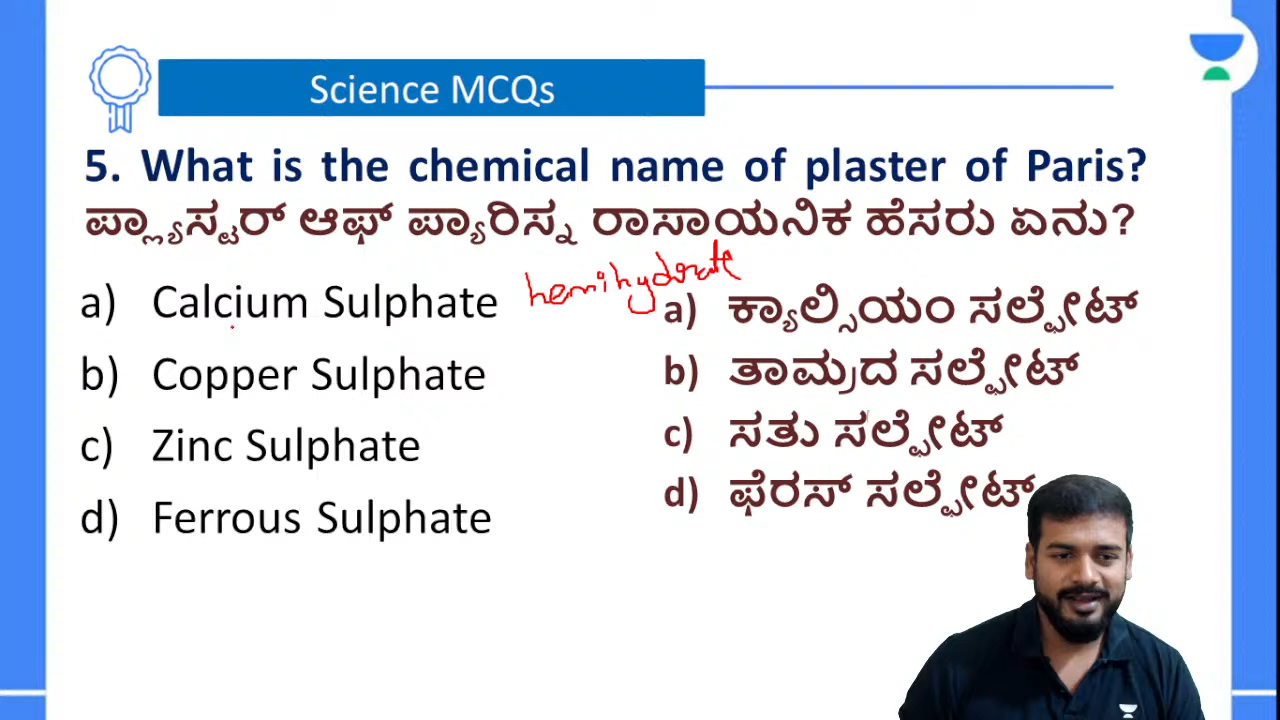 Science MCQs
5. What is the chemical name of plaster of Paris?
ಪ್ಲ್ಯಾಸ್ಟರ್ ಆಫ್ ಪ್ಯಾರಿಸ್ನ ರಾಸಾಯನಿಕ ಹೆಸರು ಏನು?
a) Calcium Sulphate hemihydrate
b) Copper Sulphate
c) Zinc Sulphate
d) Ferrous Sulphate
a) ಕ್ಯಾಲ್ಸಿಯಂ ಸಲ್ಫೇಟ್
b) ತಾಮ್ರದ ಸಲ್ಫೇಟ್
c) ಸತು ಸಲ್ಫೇಟ್
d) ಫೆರಸ್ ಸಲ್ಫೇಟ್